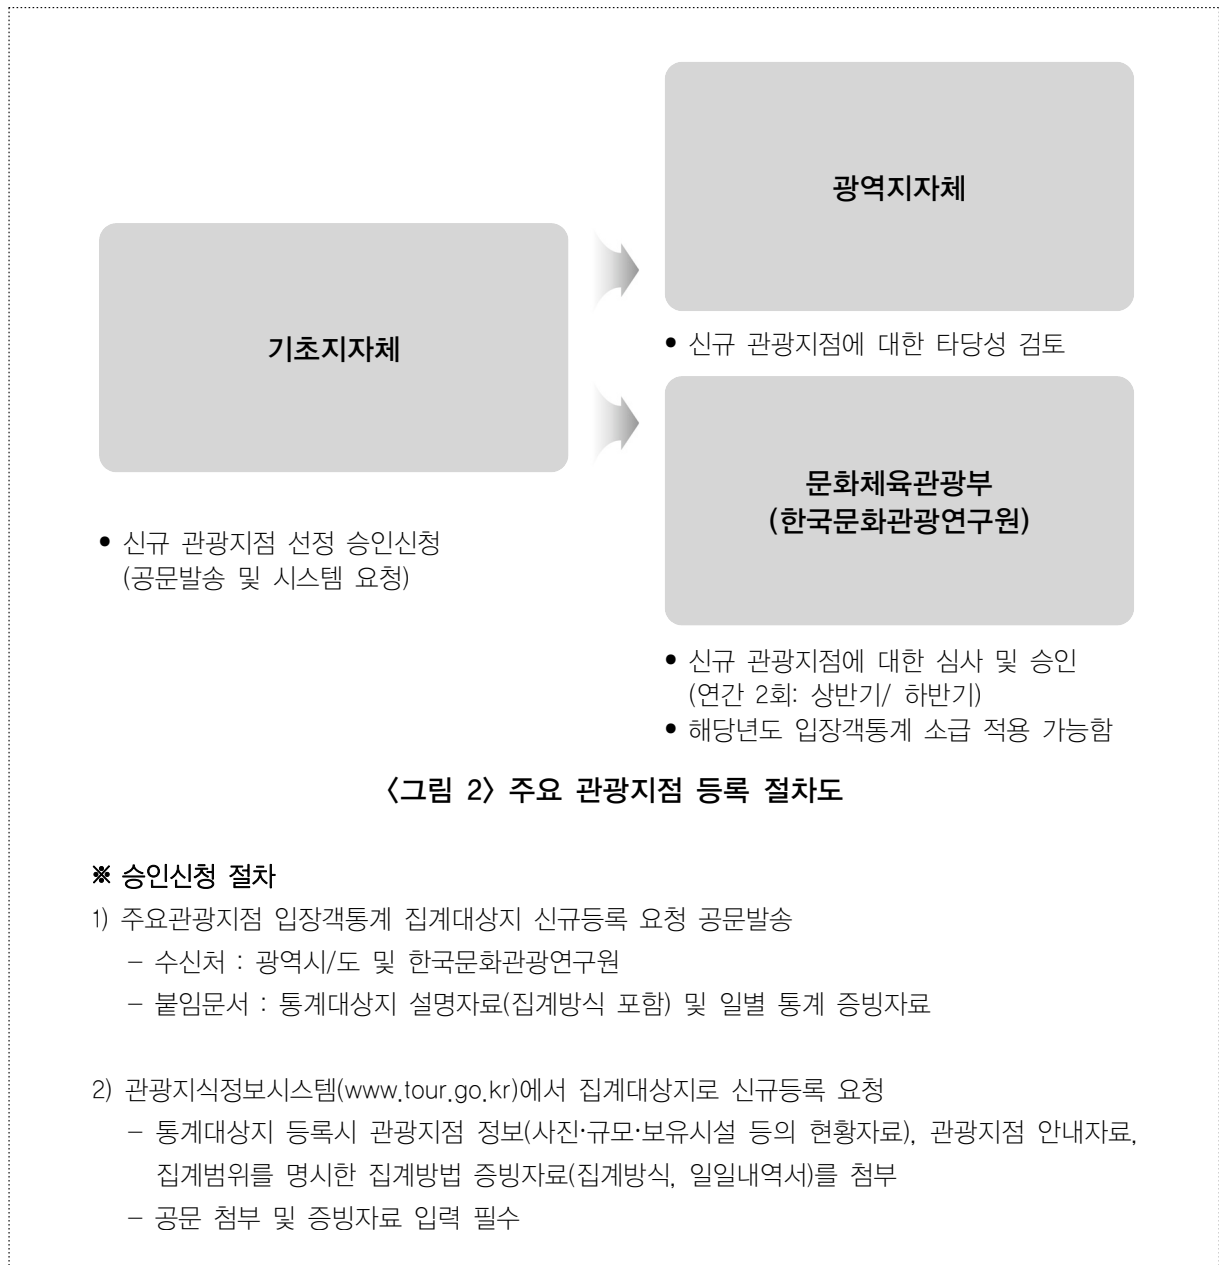 광역지자체
• 신규 관광지점에 대한 타당성 검토
기초지자체
• 신규 관광지점 선정 승인신청
(공문발송 및 시스템 요청)
문화체육관광부
(한국문화관광연구원)
• 신규 관광지점에 대한 심사 및 승인
(연간 2회: 상반기/ 하반기)
• 해당년도 입장객통계 소급 적용 가능함
〈그림 2〉 주요 관광지점 등록 절차도
※ 승인신청 절차
1) 주요관광지점 입장객통계 집계대상지 신규등록 요청 공문발송
– 수신처 : 광역시/도 및 한국문화관광연구원
– 붙임문서 : 통계대상지 설명자료(집계방식 포함) 및 일별 통계 증빙자료
2) 관광지식정보시스템(www.tour.go.kr)에서 집계대상지로 신규등록 요청
– 통계대상지 등록시 관광지점 정보(사진·규모·보유시설 등의 현황자료), 관광지점 안내자료,
집계범위를 명시한 집계방법 증빙자료(집계방식, 일일내역서)를 첨부
– 공문 첨부 및 증빙자료 입력 필수